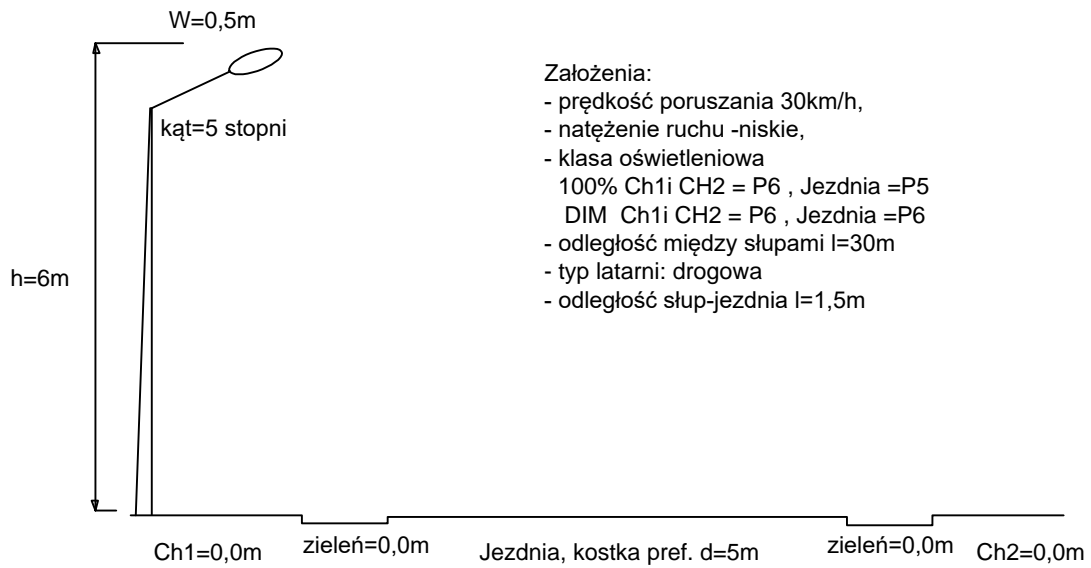 W=0,5m
kąt=5 stopni
h=6m
Założenia:
- prędkość poruszania 30km/h,
- natężenie ruchu -niskie,
- klasa oświetleniowa
100% Ch1i CH2 = P6 , Jezdnia =P5
DIM Ch1i CH2 = P6 , Jezdnia =P6
- odległość między słupami l=30m
- typ latarni: drogowa
- odległość słup-jezdnia l=1,5m
Ch1=0,0m
zieleń=0,0m
Jezdnia, kostka pref. d=5m
zieleń=0,0m
Ch2=0,0m